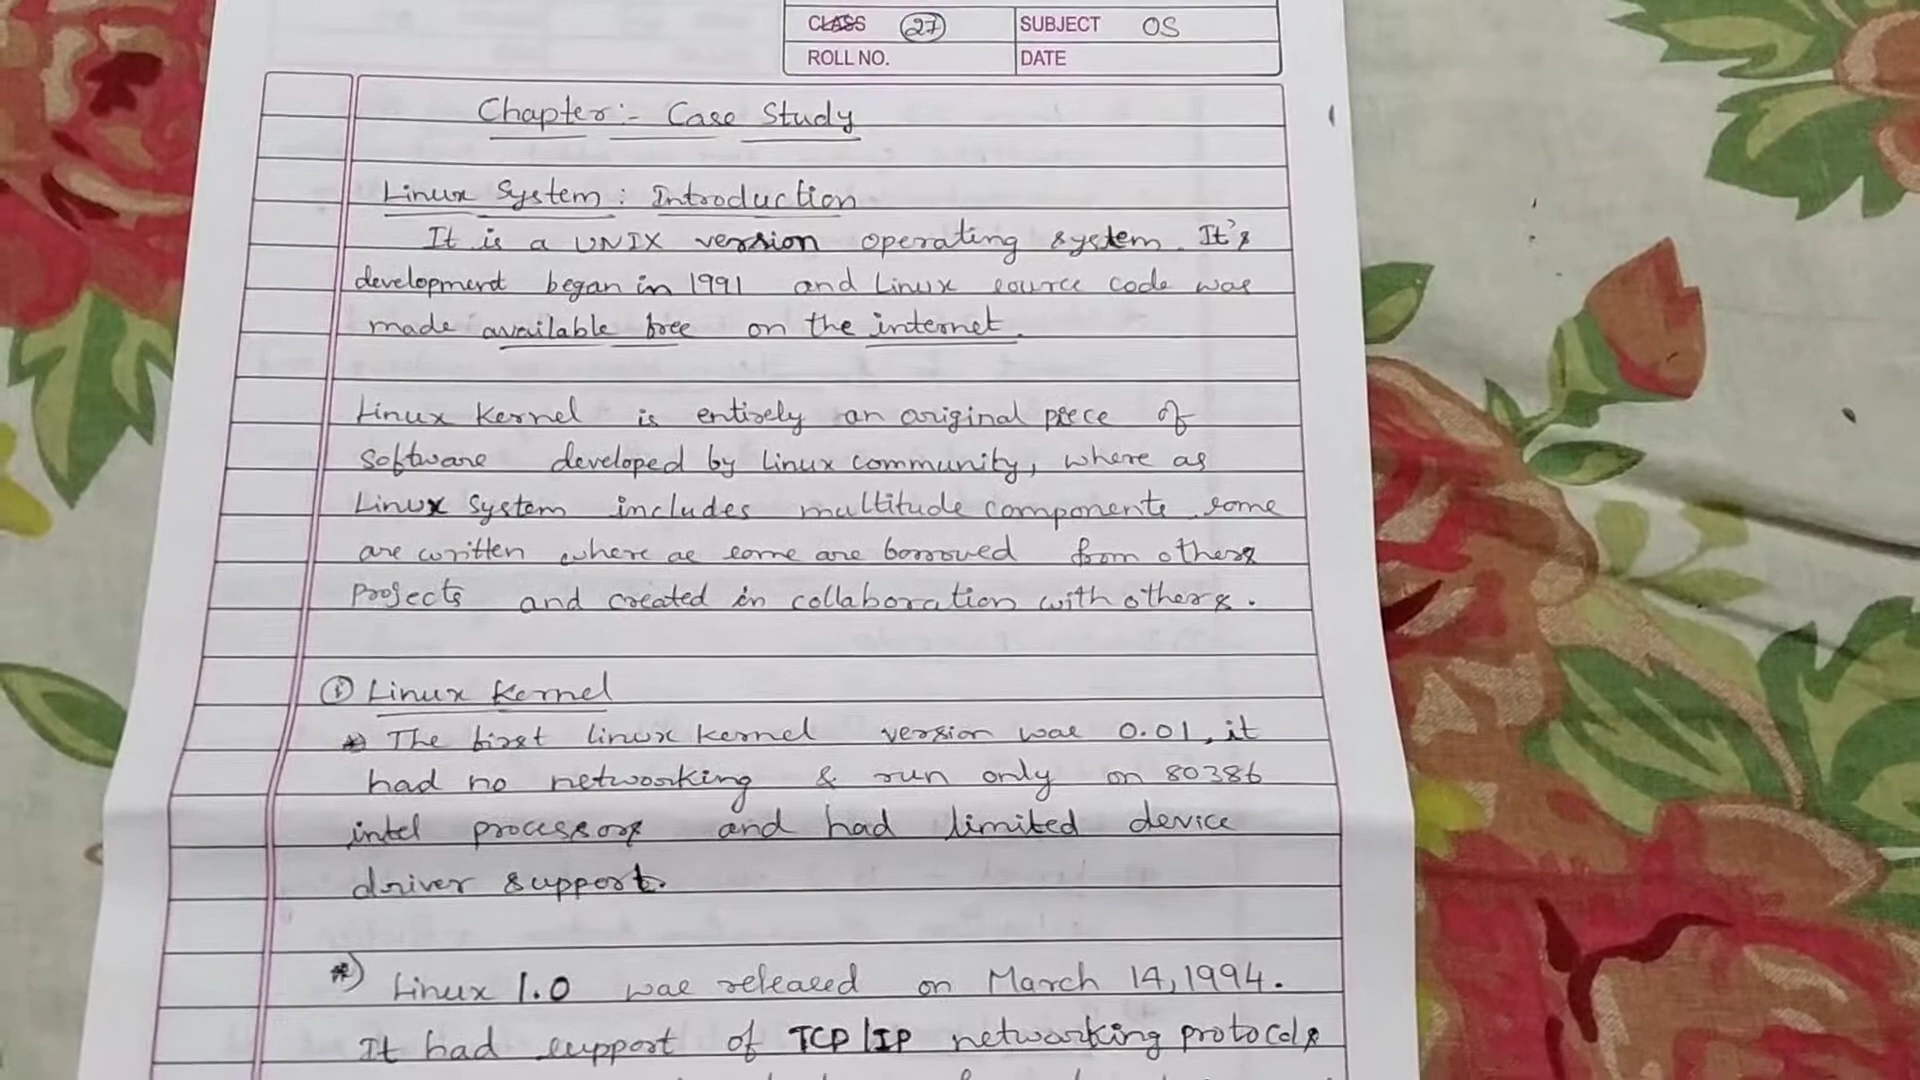 CLASS 27 SUBJECT OS
ROLL NO. DATE
Chapter:- Case Study
Linux System: Introduction
It is a UNIX version operating system. It's
development began in 1991 and Linux source code was
made available free on the internet.
Linux Kernel is entirely an original piece of
software developed by Linux community, where as
Linux System includes multitude components some
are written where as some are borrowed from others
Projects and created in collaboration with others.
① Linux Kernel
*) The first linux kernel version was 0.01, it
had no networking & run only on 80386
intel processors and had limited device
driver support.
*) Linux 1.0 was released on March 14, 1994.
It had support of TCP/IP networking protocols